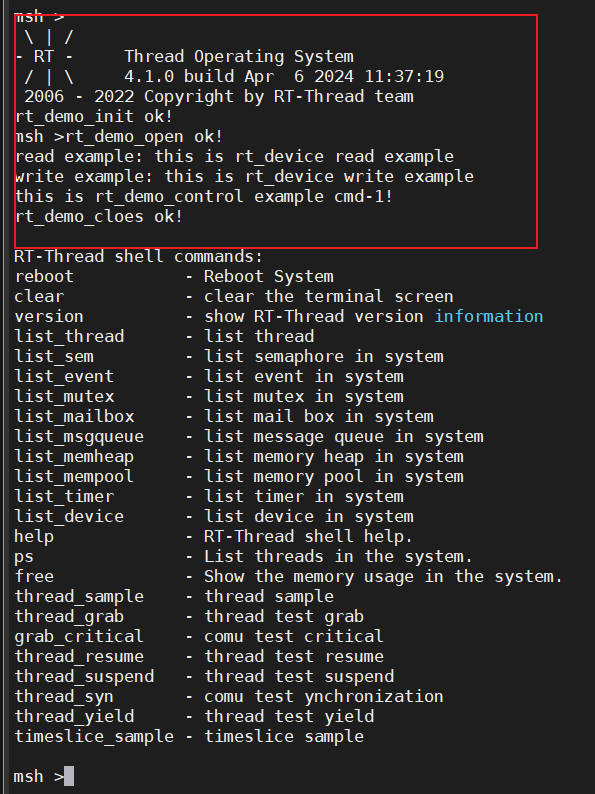 msh >
 \ | /
- RT -     Thread Operating System
 / | \     4.1.0 build Apr  6 2024 11:37:19
 2006 - 2022 Copyright by RT-Thread team
rt_demo_init ok!
msh >rt_demo_open ok!
read example: this is rt_device read example
write example: this is rt_device write example
this is rt_demo_control example cmd-1!
rt_demo_cloes ok!
RT-Thread shell commands:
reboot           - Reboot System
clear            - clear the terminal screen
version          - show RT-Thread version information
list_thread      - list thread
list_sem         - list semaphore in system
list_event       - list event in system
list_mutex       - list mutex in system
list_mailbox     - list mail box in system
list_msgqueue    - list message queue in system
list_memheap     - list memory heap in system
list_mempool     - list memory pool in system
list_timer       - list timer in system
list_device      - list device in system
help             - RT-Thread shell help.
ps               - List threads in the system.
free             - Show the memory usage in the system.
thread_sample    - thread sample
thread_grab      - thread test grab
grab_critical    - comu test critical
thread_resume    - thread test resume
thread_suspend   - thread test suspend
thread_syn       - comu test ynchronization
thread_yield     - thread test yield
timeslice_sample - timeslice sample
msh >